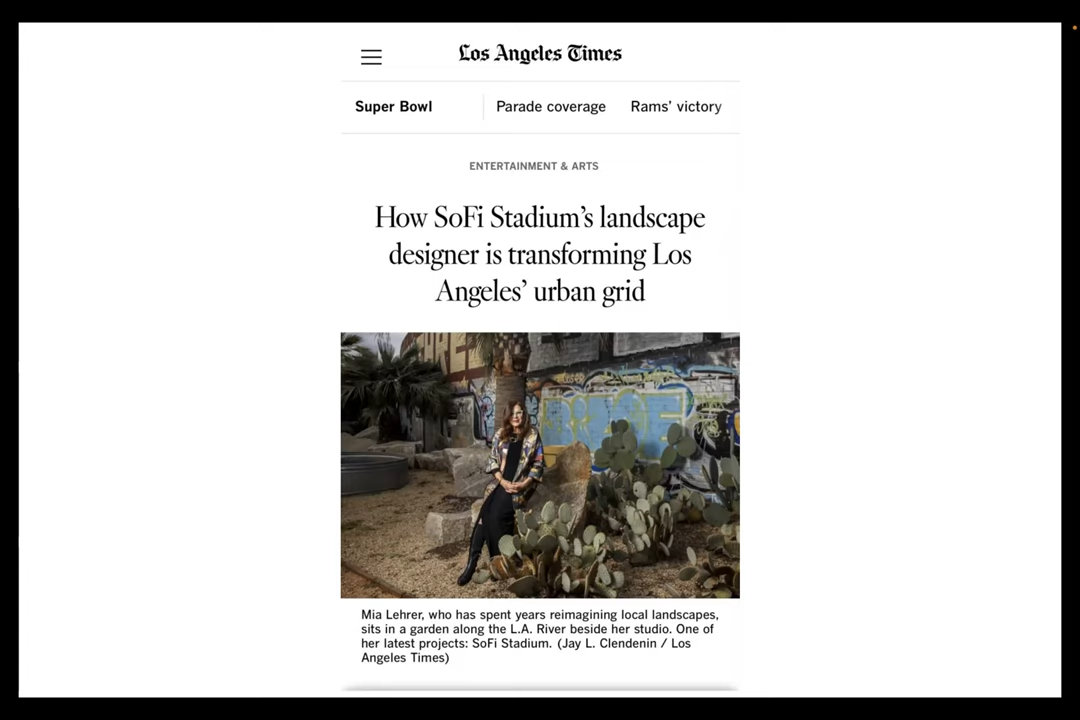 Los Angeles Times
Super Bowl
Parade coverage
Rams' victory
ENTERTAINMENT & ARTS
How SoFi Stadium's landscape
designer is transforming Los
Angeles' urban grid
Mia Lehrer, who has spent years reimagining local landscapes,
sits in a garden along the L.A. River beside her studio. One of
her latest projects: SoFi Stadium. (Jay L. Clendenin / Los
Angeles Times)